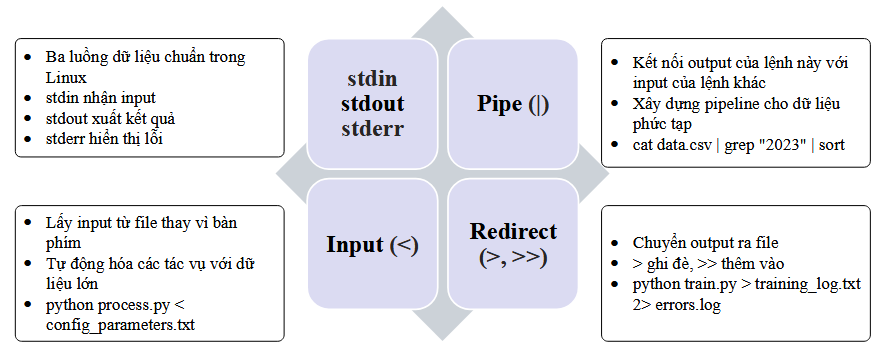 Ba luồng dữ liệu chuẩn trong
Linux
stdin nhận input
stdout xuất kết quả
stderr hiển thị lỗi
stdin
stdout
stderr
Pipe (|)
Kết nối output của lệnh này với
input của lệnh khác
Xây dựng pipeline cho dữ liệu
phức tạp
cat data.csv | grep "2023" | sort
Lấy input từ file thay vì bàn
phím
Tự động hóa các tác vụ với dữ
liệu lớn
python process.py <
config_parameters.txt
Input (<)
Redirect
(>, >>)
Chuyển output ra file
> ghi đè, >> thêm vào
python train.py > training_log.txt
2> errors.log